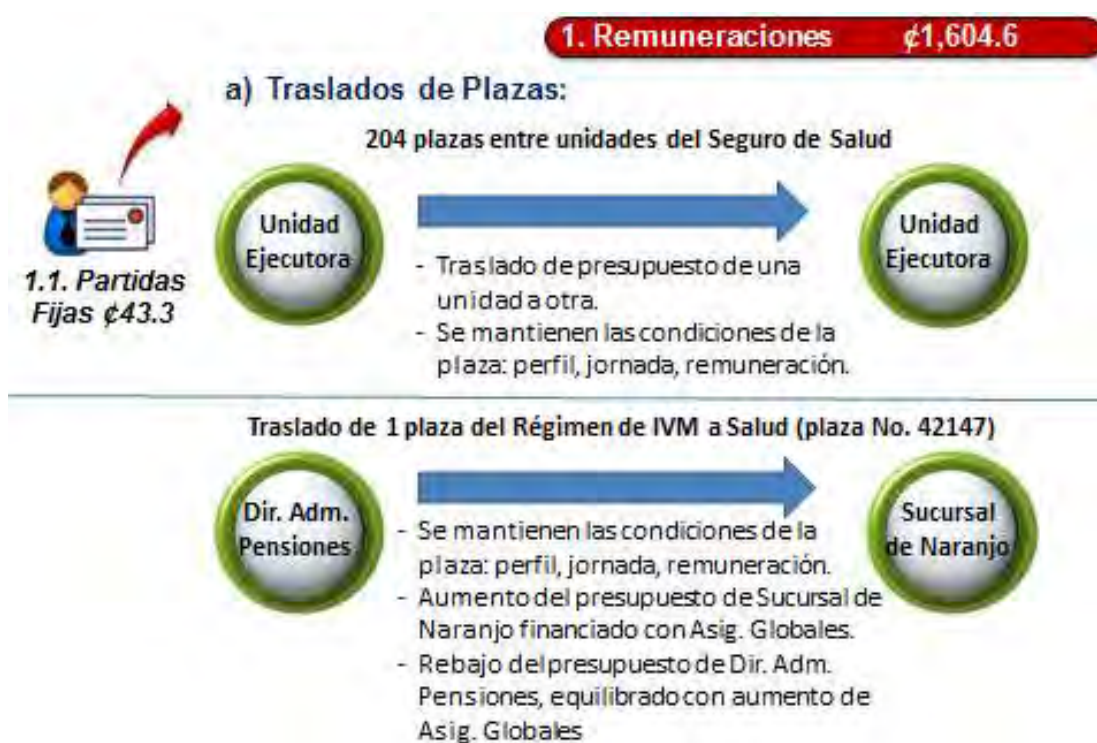 1. Remuneraciones ¢1,604.6
a) Traslados de Plazas:
204 plazas entre unidades del Seguro de Salud
1.1. Partidas
Fijas ¢43.3
Unidad
Ejecutora
- Traslado de presupuesto de una
unidad a otra.
- Se mantienen las condiciones de la
plaza: perfil, jornada, remuneración.
Unidad
Ejecutora
Traslado de 1 plaza del Régimen de IVM a Salud (plaza No. 42147)
Dir. Adm.
Pensiones
- Se mantienen las condiciones de la
plaza: perfil, jornada, remuneración.
- Aumento del presupuesto de Sucursal de
Naranjo financiado con Asig. Globales.
- Rebajo del presupuesto de Dir. Adm.
Pensiones, equilibrado con aumento de
Asig. Globales
Sucursal
de Naranjo